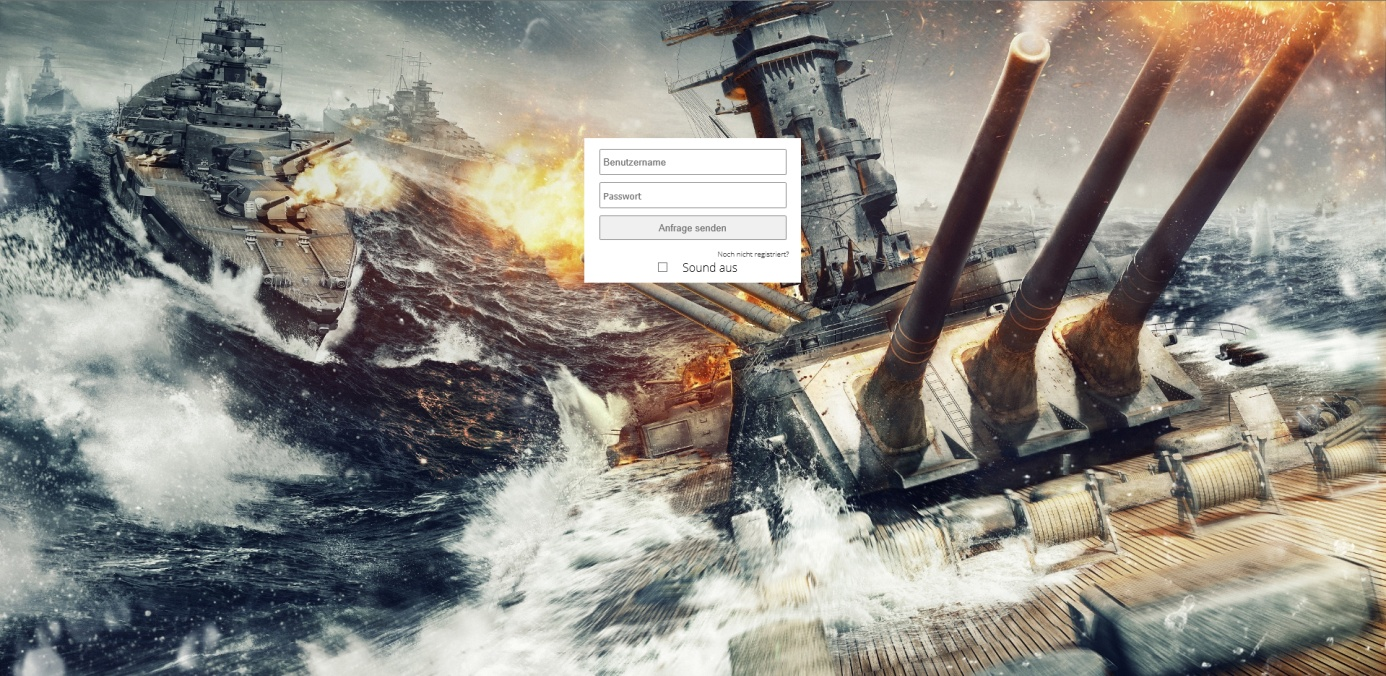 Benutzername
Passwort
Anfrage senden
Noch nicht registriert?
Sound aus